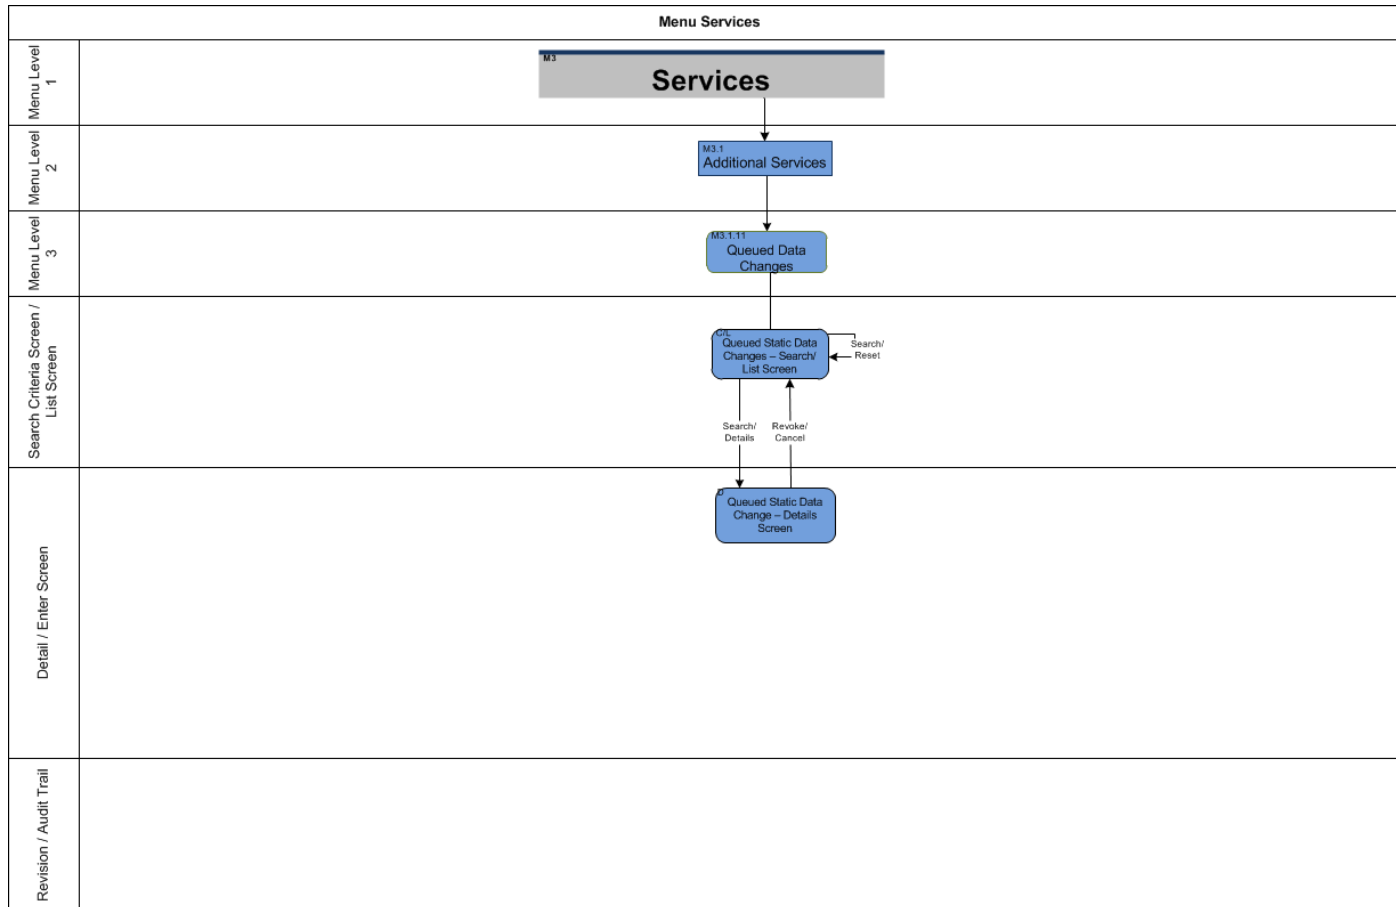 Menu Services
Menu Level
1
M3
Services
Menu Level
2
M3.1
Additional Services
Menu Level
3
M3.1.11
Queued Data
Changes
Search Criteria Screen /
List Screen
C/L
Queued Static Data
Changes – Search/
List Screen
Search/
Reset
Search/
Details
Revoke/
Cancel
Detail / Enter Screen
D
Queued Static Data
Change – Details
Screen
Revision / Audit Trail